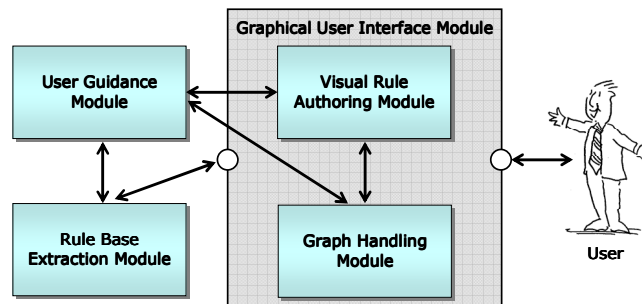 Graphical User Interface Module
User Guidance
Module
Visual Rule
Authoring Module
Rule Base
Extraction Module
Graph Handling
Module
User